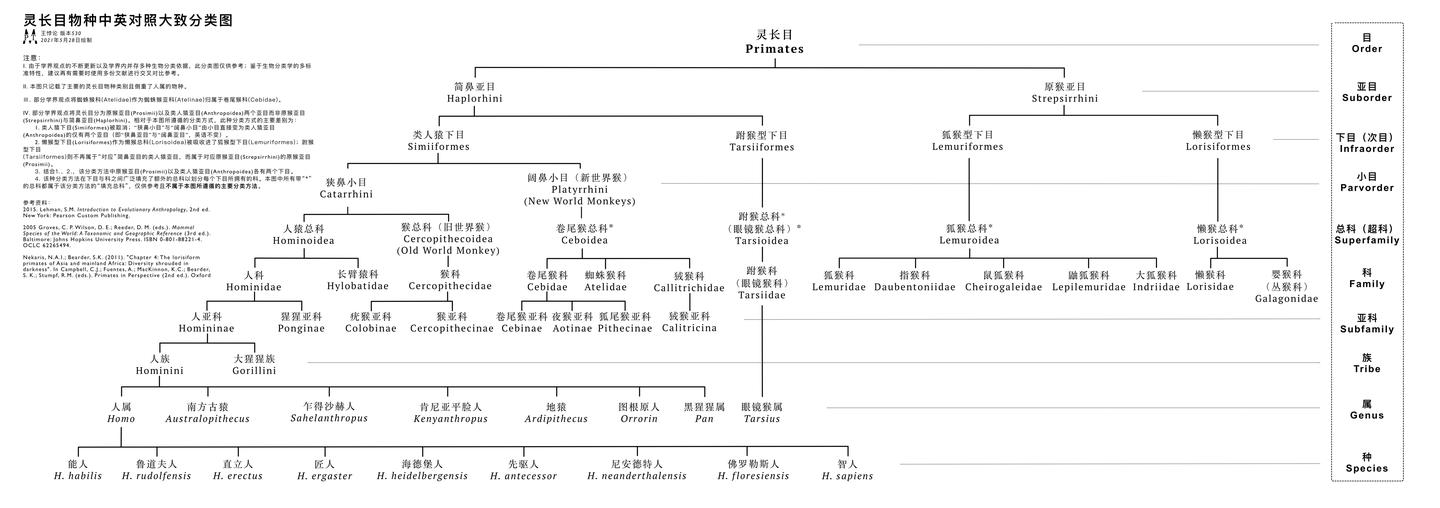 灵长目物种中英对照大致分类图
王悖论 版本530
2021年5月28日绘制
注意：
I. 由于学界观点的不断更新以及学界内并存多种生物分类依据，此分类图仅供参考；鉴于生物分类学的多标
准特性，建议再有需要时使用多份文献进行交叉对比参考。
II. 本图只记载了主要的灵长目物种类别且侧重了人属的物种。
III. 部分学界观点将蜘蛛猴科(Atelidae)作为蜘蛛猴亚科(Atelinae)归属于卷尾猴科(Cebidae)。
IV. 部分学界观点将灵长目分为原猴亚目(Prosimii)以及类人猿亚目(Anthropoidea)两个亚目而非原猴亚目
(Strepsirrhini)与简鼻亚目(Haplorhini)。相对于本图所遵循的分类方式，此种分类方式的主要差别为：
1. 类人猿下目(Simiiformes)被取消；“狭鼻小目”与“阔鼻小目”由小目直接变为类人猿亚目
(Anthropoidea)的仅有两个亚目（即“狭鼻亚目”与“阔鼻亚目”，英语不变）。
2. 懒猴型下目(Lorisiformes)作为懒猴总科(Lorisoidea)被吸收进了狐猴型下目(Lemuriformes)；跗猴
型下目
(Tarsiiformes)则不再属于“对应”简鼻亚目的类人猿亚目，而属于对应原猴亚目(Strepsirrhini)的原猴亚目
(Prosimii)。
3. 结合1.、2.，该分类方法中原猴亚目(Prosimii)以及类人猿亚目(Anthropoidea)各有两个下目。
4. 该种分类方法在下目与科之间广泛填充了额外的总科以划分每个下目所拥有的科。本图中所有带“*”
的总科都属于该分类方法的“填充总科”，仅供参考且不属于本图所遵循的主要分类方法。
参考资料：
2015. Lehman, S.M. Introduction to Evolutionary Anthropology, 2nd ed.
New York: Pearson Custom Publishing.
2005 Groves, C. P. Wilson, D. E.; Reeder, D. M. (eds.). Mammal
Species of the World: A Taxonomic and Geographic Reference (3rd ed.).
Baltimore: Johns Hopkins University Press. ISBN 0-801-88221-4.
OCLC 62265494.
Nekaris, N.A.I.; Bearder, S.K. (2011). "Chapter 4: The lorisiform
primates of Asia and mainland Africa: Diversity shrouded in
darkness". In Campbell, C.J.; Fuentes, A.; MacKinnon, K.C.; Bearder,
S. K.; Stumpf, R.M. (eds.). Primates in Perspective (2nd ed.). Oxford
灵长目
Primates
目
Order
简鼻亚目
Haplorhini
原猴亚目
Strepsirrhini
亚目
Suborder
类人猿下目
Simiiformes
跗猴型下目
Tarsiiformes
狐猴型下目
Lemuriformes
懒猴型下目
Lorisiformes
下目（次目）
Infraorder
狭鼻小目
Catarrhini
阔鼻小目（新世界猴）
Platyrrhini
(New World Monkeys)
小目
Parvorder
人猿总科
Hominoidea
猴总科（旧世界猴）
Cercopithecoidea
(Old World Monkey)
卷尾猴总科*
Ceboidea
跗猴总科*
（眼镜猴总科）*
Tarsioidea
狐猴总科*
Lemuroidea
懒猴总科*
Lorisoidea
总科（超科）
Superfamily
人科
Hominidae
长臂猿科
Hylobatidae
猴科
Cercopithecidae
卷尾猴科
Cebidae
蜘蛛猴科
Atelidae
狨猴科
Callitrichidae
跗猴科
（眼镜猴科）
Tarsiidae
狐猴科
Lemuridae
指猴科
Daubentoniidae
鼠狐猴科
Cheirogaleidae
鼬狐猴科
Lepilemuridae
大狐猴科
Indriidae
懒猴科
Lorisidae
婴猴科
（丛猴科）
Galagonidae
科
Family
人亚科
Homininae
猩猩亚科
Ponginae
疣猴亚科
Colobinae
猴亚科
Cercopithecinae
卷尾猴亚科
Cebinae
夜猴亚科
Aotinae
狐尾猴亚科
Pithecinae
狨猴亚科
Calitricina
亚科
Subfamily
人族
Hominini
大猩猩族
Gorillini
族
Tribe
人属
Homo
南方古猿
Australopithecus
乍得沙赫人
Sahelanthropus
肯尼亚平脸人
Kenyanthropus
地猿
Ardipithecus
图根原人
Orrorin
黑猩猩属
Pan
眼镜猴属
Tarsius
属
Genus
能人
H. habilis
鲁道夫人
H. rudolfensis
直立人
H. erectus
匠人
H. ergaster
海德堡人
H. heidelbergensis
先驱人
H. antecessor
尼安德特人
H. neanderthalensis
佛罗勒斯人
H. floresiensis
智人
H. sapiens
种
Species